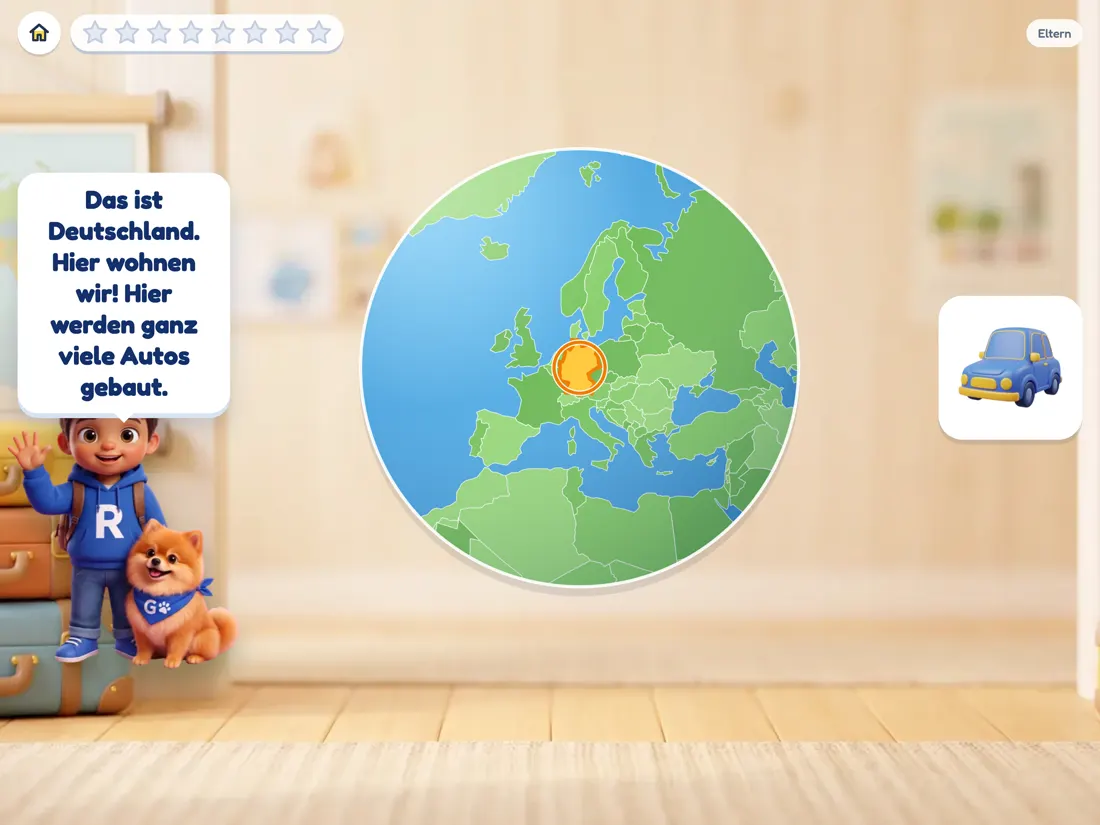 Eltern
Das ist
Deutschland.
Hier wohnen
wir! Hier
werden ganz
viele Autos
gebaut.
R
G